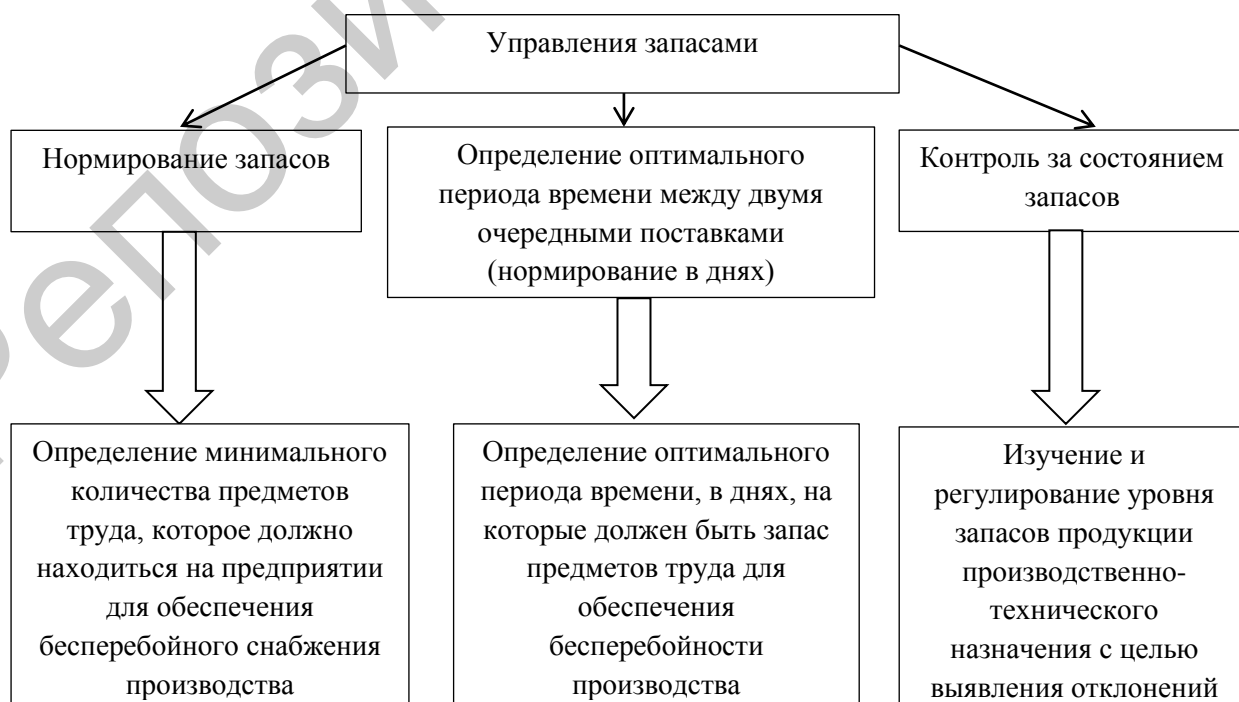 Управления запасами
Нормирование запасов
Определение оптимального
периода времени между двумя
очередными поставками
(нормирование в днях)
Контроль за состоянием
запасов
Определение минимального
количества предметов
труда, которое должно
находиться на предприятии
для обеспечения
бесперебойного снабжения
производства
Определение оптимального
периода времени, в днях, на
которые должен быть запас
предметов труда для
обеспечения
бесперебойности
производства
Изучение и
регулирование уровня
запасов продукции
производственно-
технического
назначения с целью
выявления отклонений